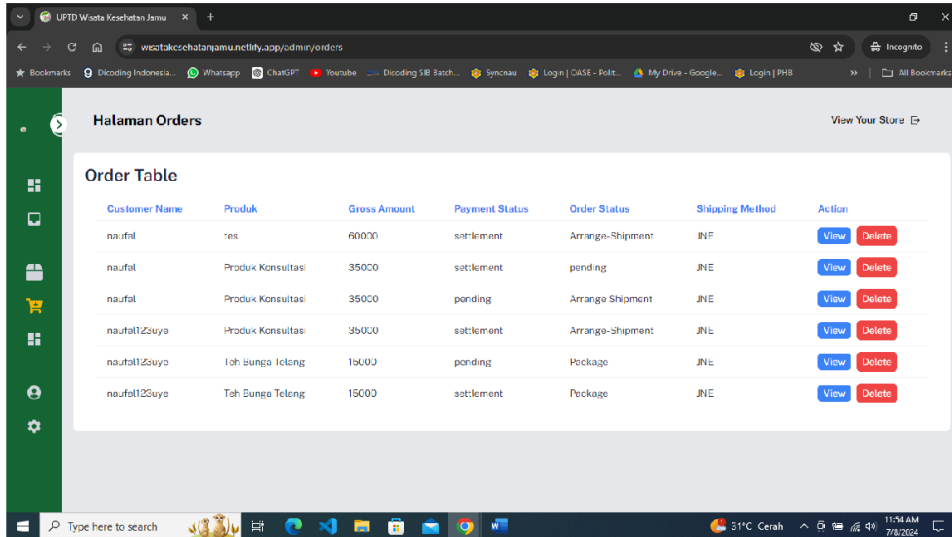 UPTD Wisata Kesehatan Jamu
wisatakesehatanjamu.netlify.app/admin/orders
Incognito
Bookmarks Dicoding Indonesia... Whatsapp ChatGPT Youtube Dicoding SIB Batch... Syncnau Login | OASE - Polit... My Drive - Google... Login | PHB All Bookmarks
Halaman Orders
View Your Store
Order Table
Customer Name Produk Gross Amount Payment Status Order Status Shipping Method Action
naufal tes 60000 settlement Arrange-Shipment JNE View Delete
naufal Produk Konsultasi 35000 settlement pending JNE View Delete
naufal Produk Konsultasi 35000 pending Arrange Shipment JNE View Delete
naufal123uye Produk Konsultasi 35000 settlement Arrange-Shipment JNE View Delete
naufal123uye Teh Bunga Telang 15000 pending Package JNE View Delete
naufal123uye Teh Bunga Telang 15000 settlement Package JNE View Delete
Type here to search
31°C Cerah
11:54 AM
7/8/2024